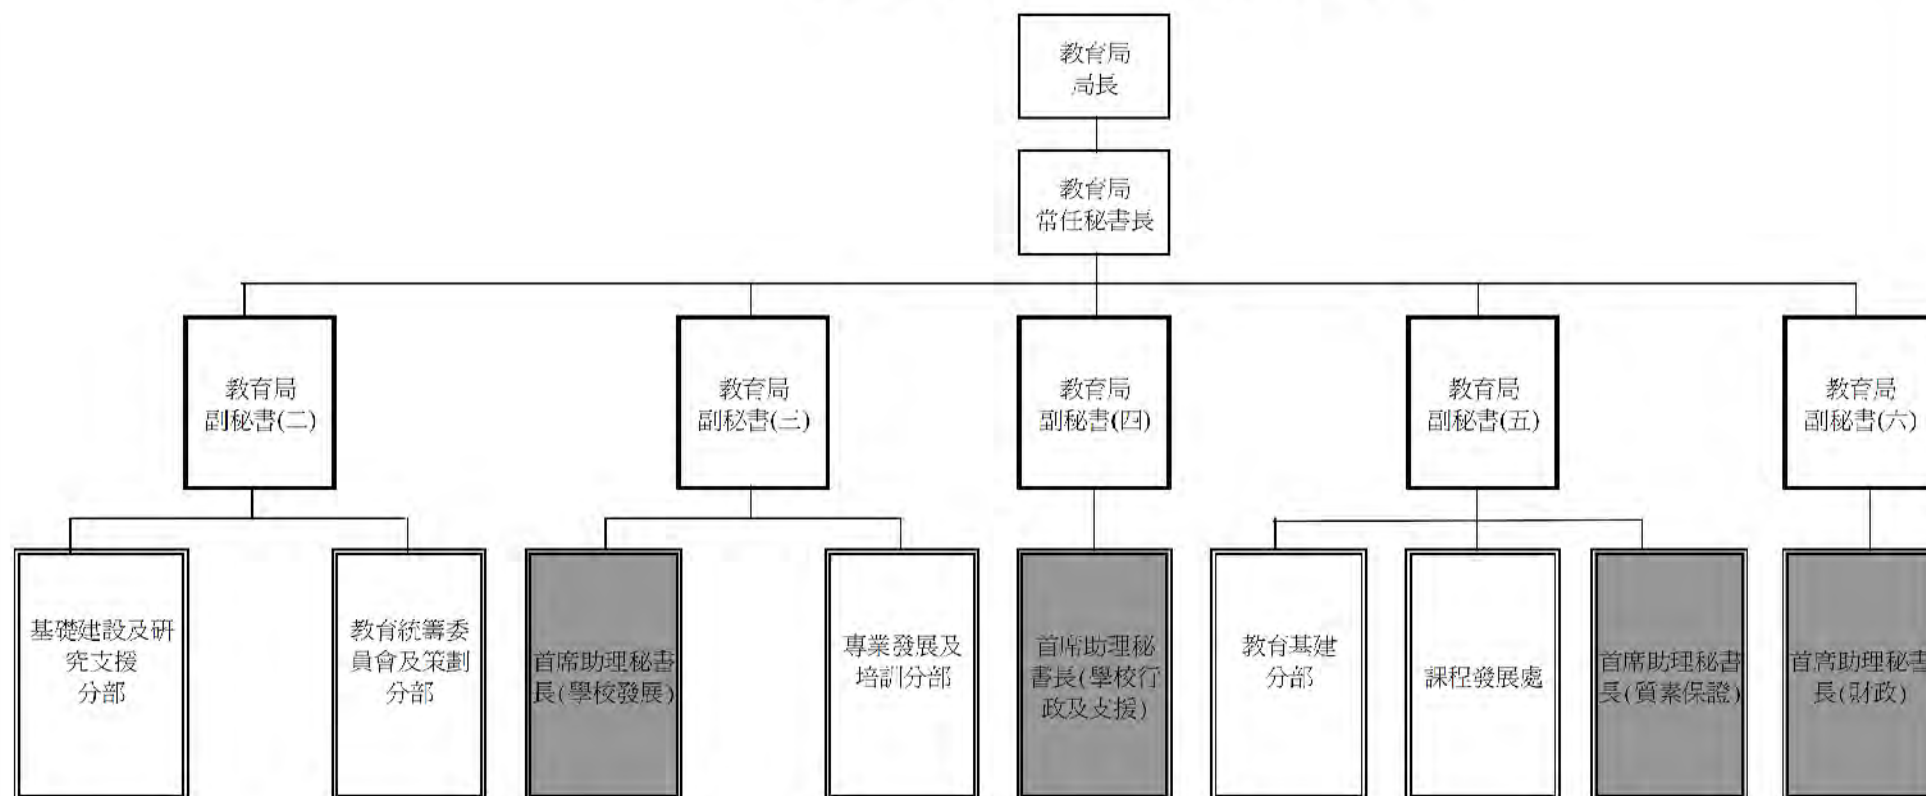 教育局
局長
教育局
常任秘書長
教育局
副秘書(二)
教育局
副秘書(三)
教育局
副秘書(四)
教育局
副秘書(五)
教育局
副秘書(六)
基礎建設及研
究支援
分部
教育統籌委
員會及策劃
分部
首席助理秘書
長(學校發展)
專業發展及
培訓分部
首席助理秘
書長(學校行
政及支援)
教育基建
分部
課程發展處
首席助理秘書
長(質素保證)
首席助理秘書
長(財政)